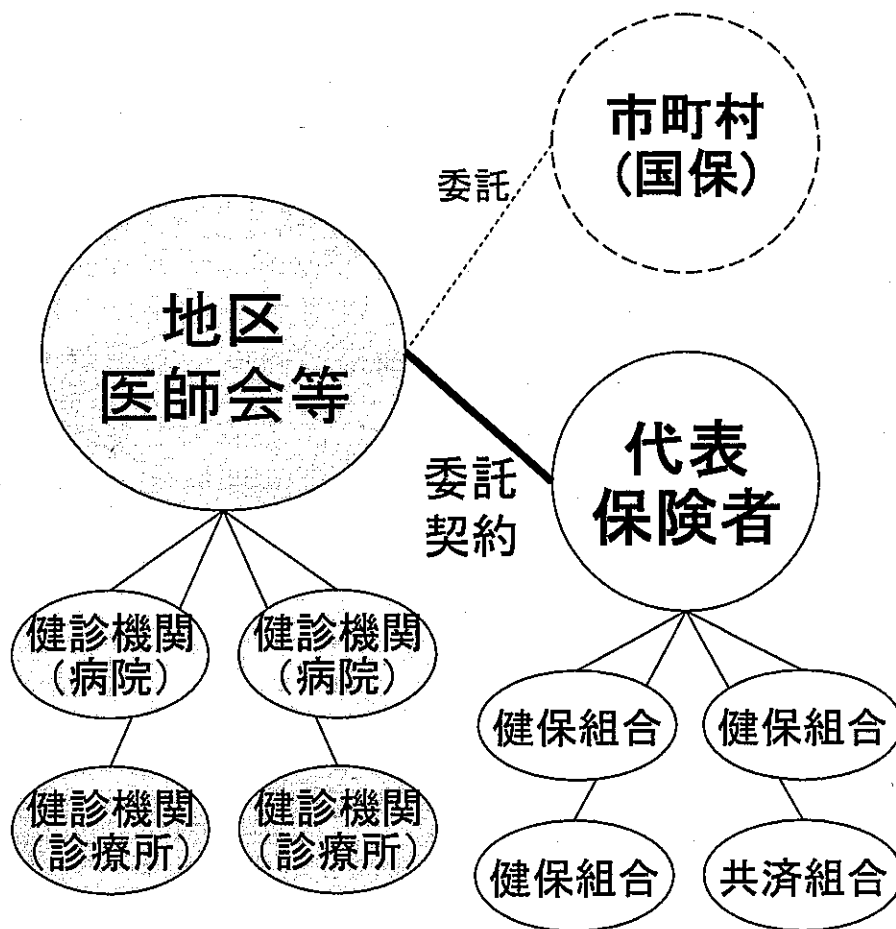 市町村
(国保)
委託
地区
医師会等
代表
保険者
委託
契約
健診機関
(病院)
健診機関
(病院)
健保組合
健保組合
健診機関
(診療所)
健診機関
(診療所)
健保組合
共済組合